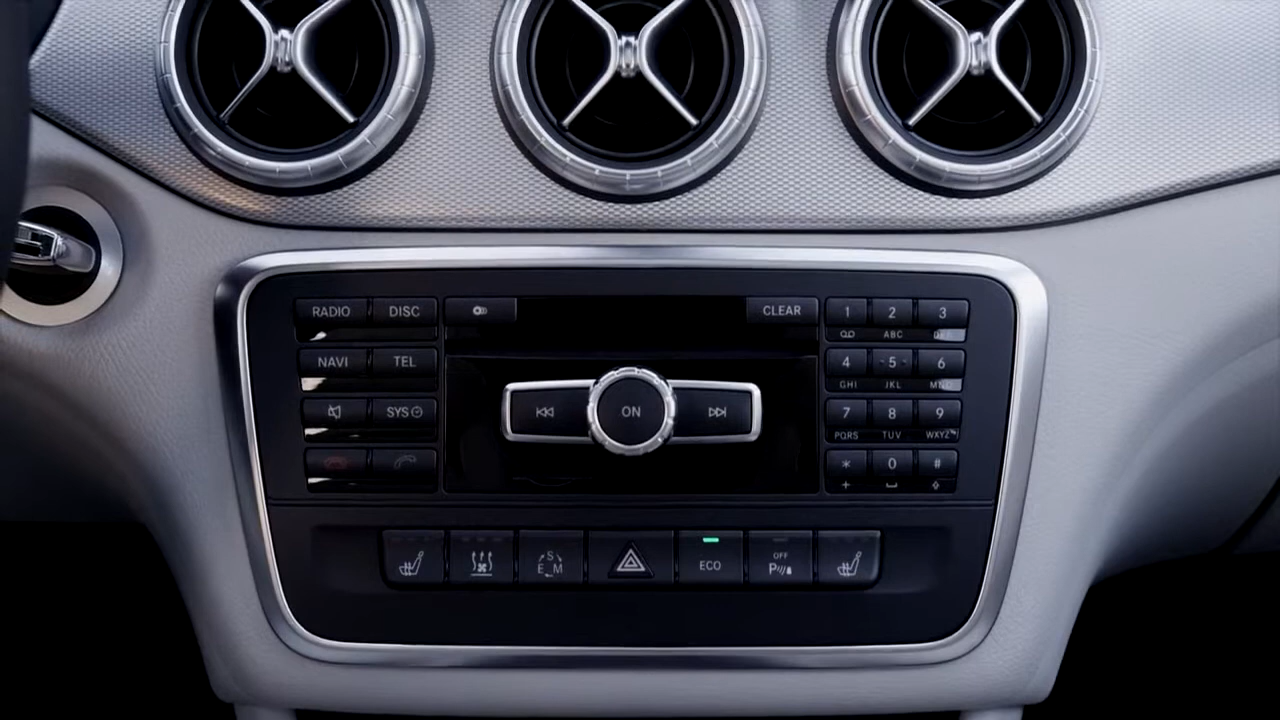 RADIO DISC CLEAR 1 2 3
ABC DEF
NAVI TEL 4 5 6
GHI JKL MNO
SYS 7 8 9
PQRS TUV WXYZ
* 0 #
+
S
E M
ECO
OFF
P
ON